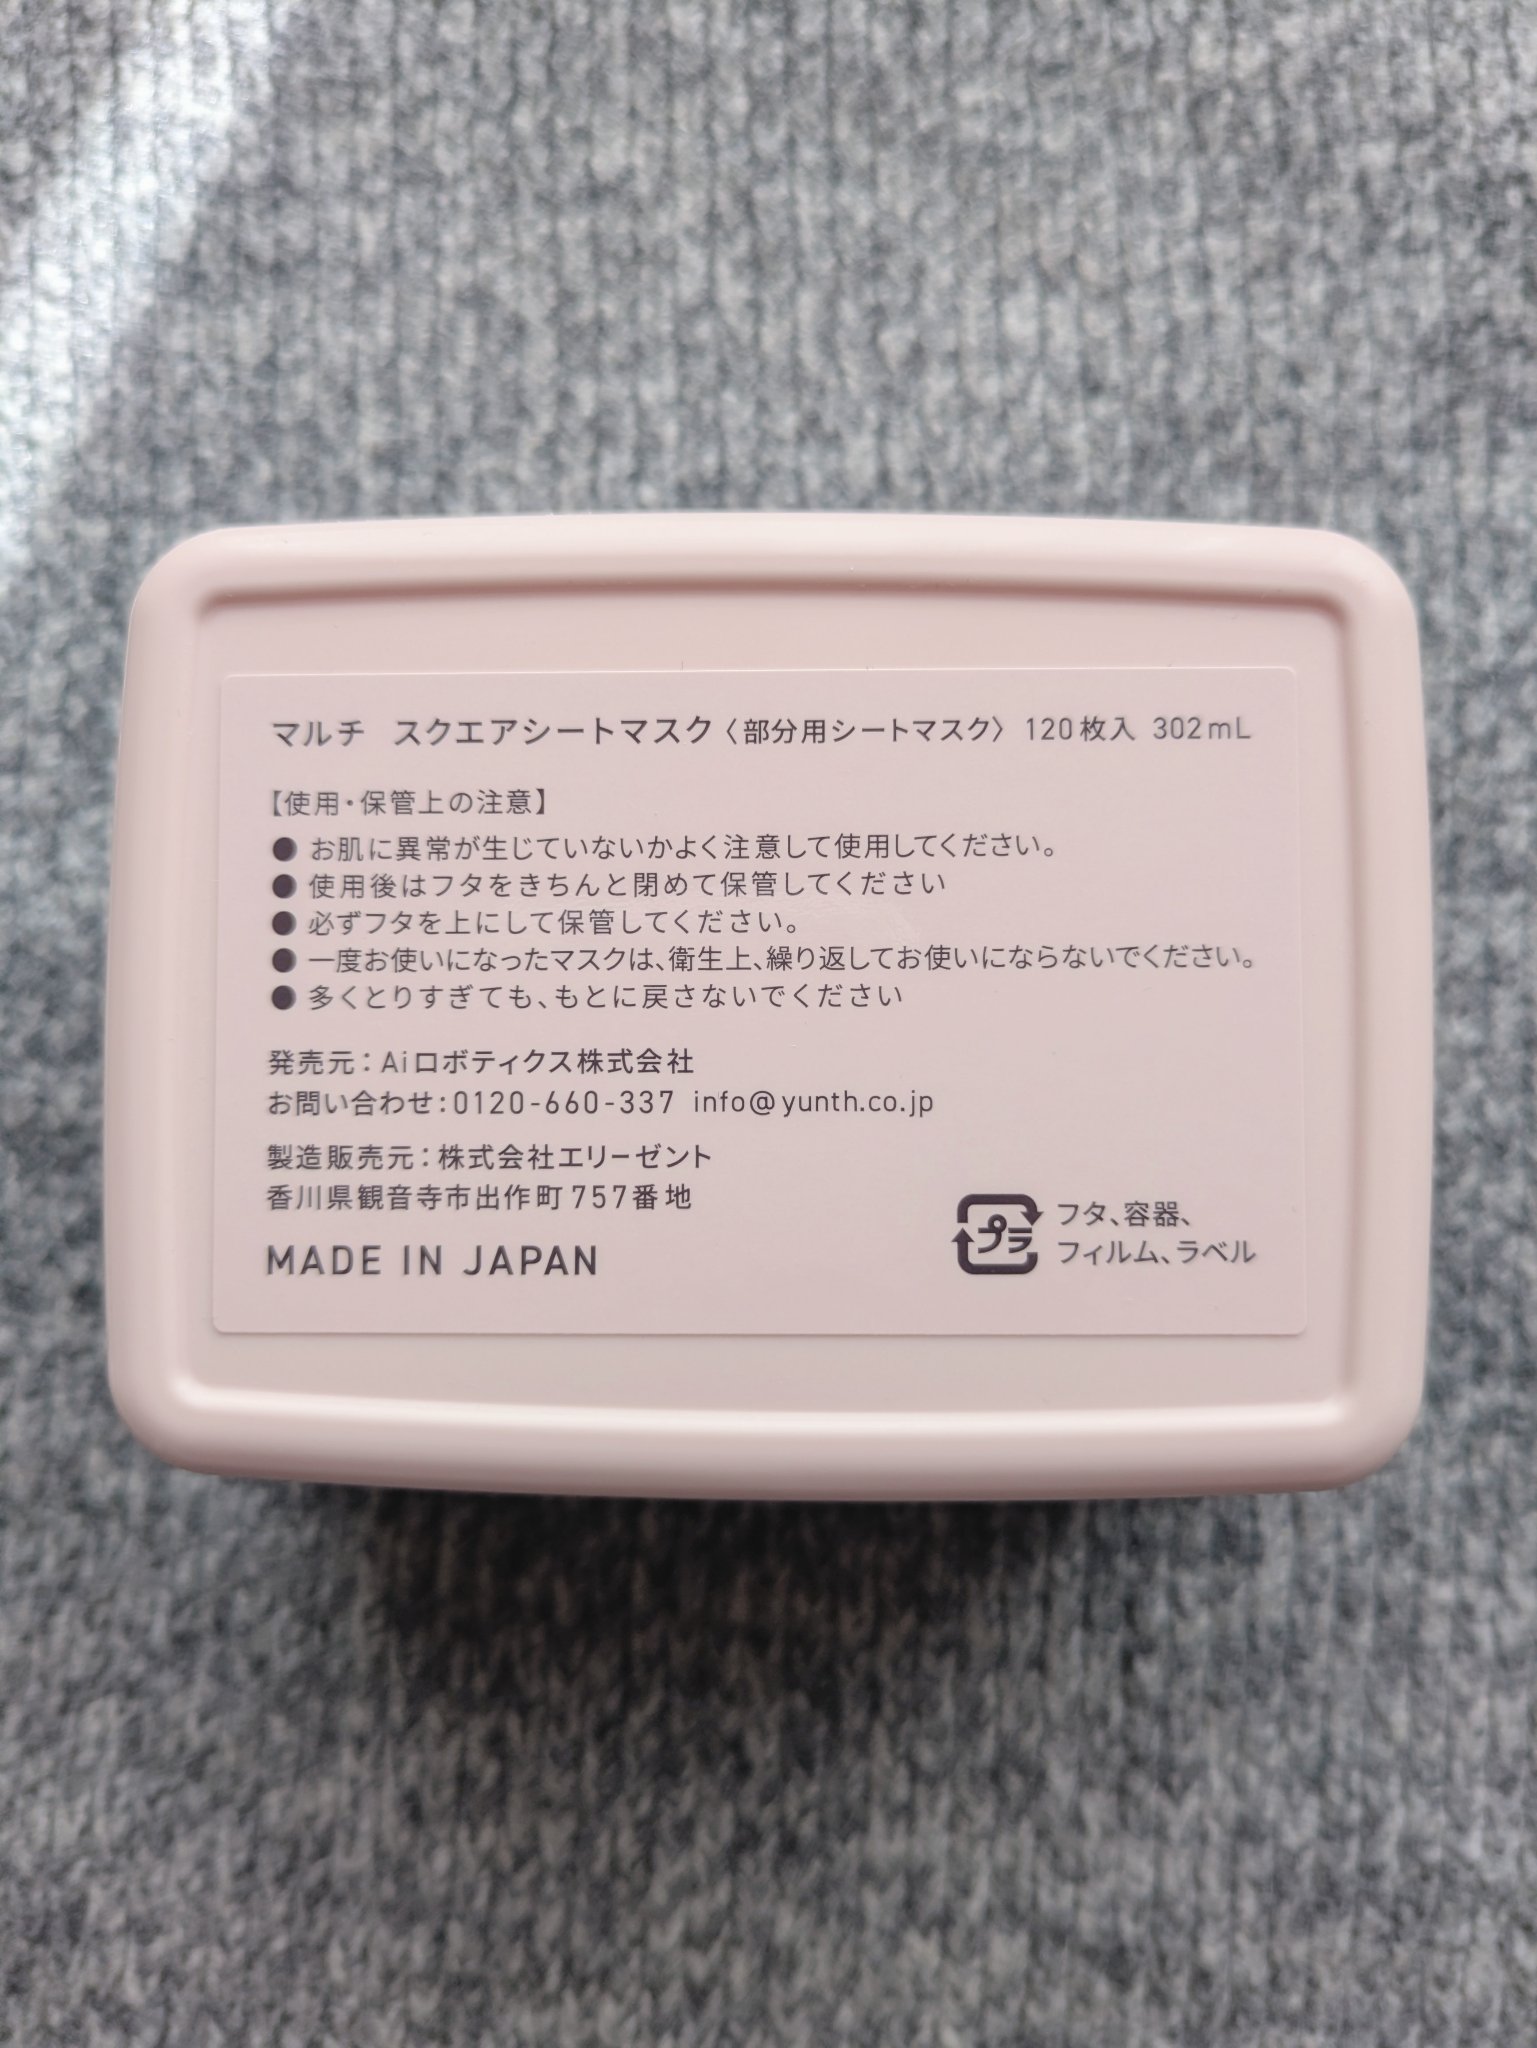 マルチ スクエアシートマスク〈部分用シートマスク〉 120枚入 302mL
【使用・保管上の注意】
● お肌に異常が生じていないかよく注意して使用してください。
● 使用後はフタをきちんと閉めて保管してください
● 必ずフタを上にして保管してください。
● 一度お使いになったマスクは、衛生上、繰り返してお使いにならないでください。
● 多くとりすぎても、もとに戻さないでください
発売元：Aiロボティクス株式会社
お問い合わせ：0120-660-337 info@yunth.co.jp
製造販売元：株式会社エリーゼント
香川県観音寺市出作町757番地
MADE IN JAPAN
プラ
フタ、容器、
フィルム、ラベル